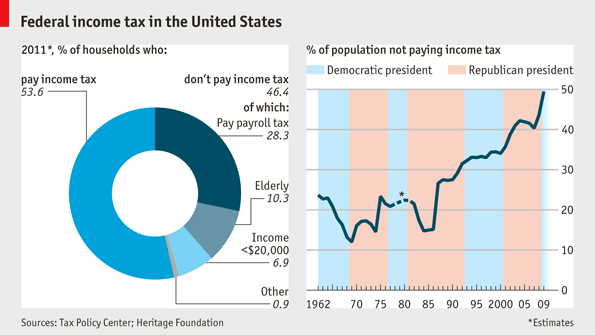 Federal income tax in the United States
2011*, % of households who:
pay income tax
53.6
don't pay income tax
46.4
of which:
Pay payroll tax
28.3
Elderly
10.3
Income
<$20,000
6.9
Other
0.9
% of population not paying income tax
Democratic president
Republican president
50
40
30
20
10
0
*
1962 70 75 80 85 90 95 2000 05 09
Sources: Tax Policy Center; Heritage Foundation
*Estimates